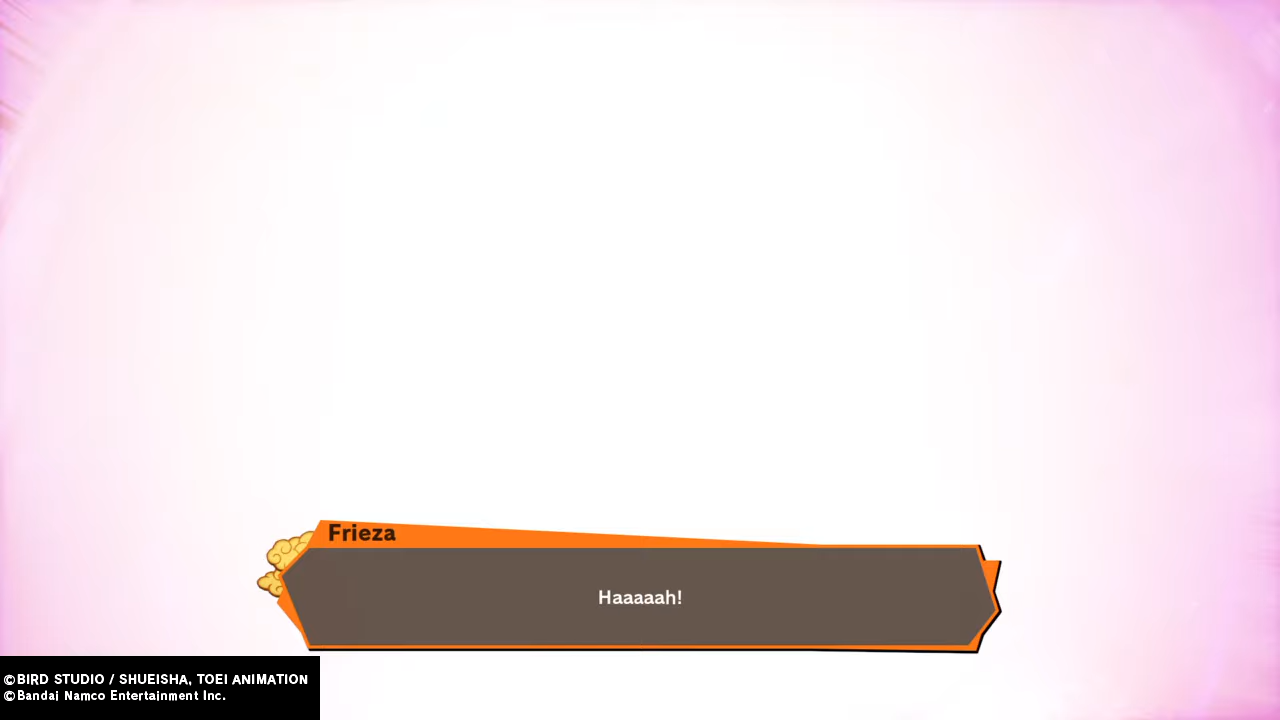 Frieza
Haaaaah!
©BIRD STUDIO / SHUEISHA, TOEI ANIMATION
©Bandai Namco Entertainment Inc.